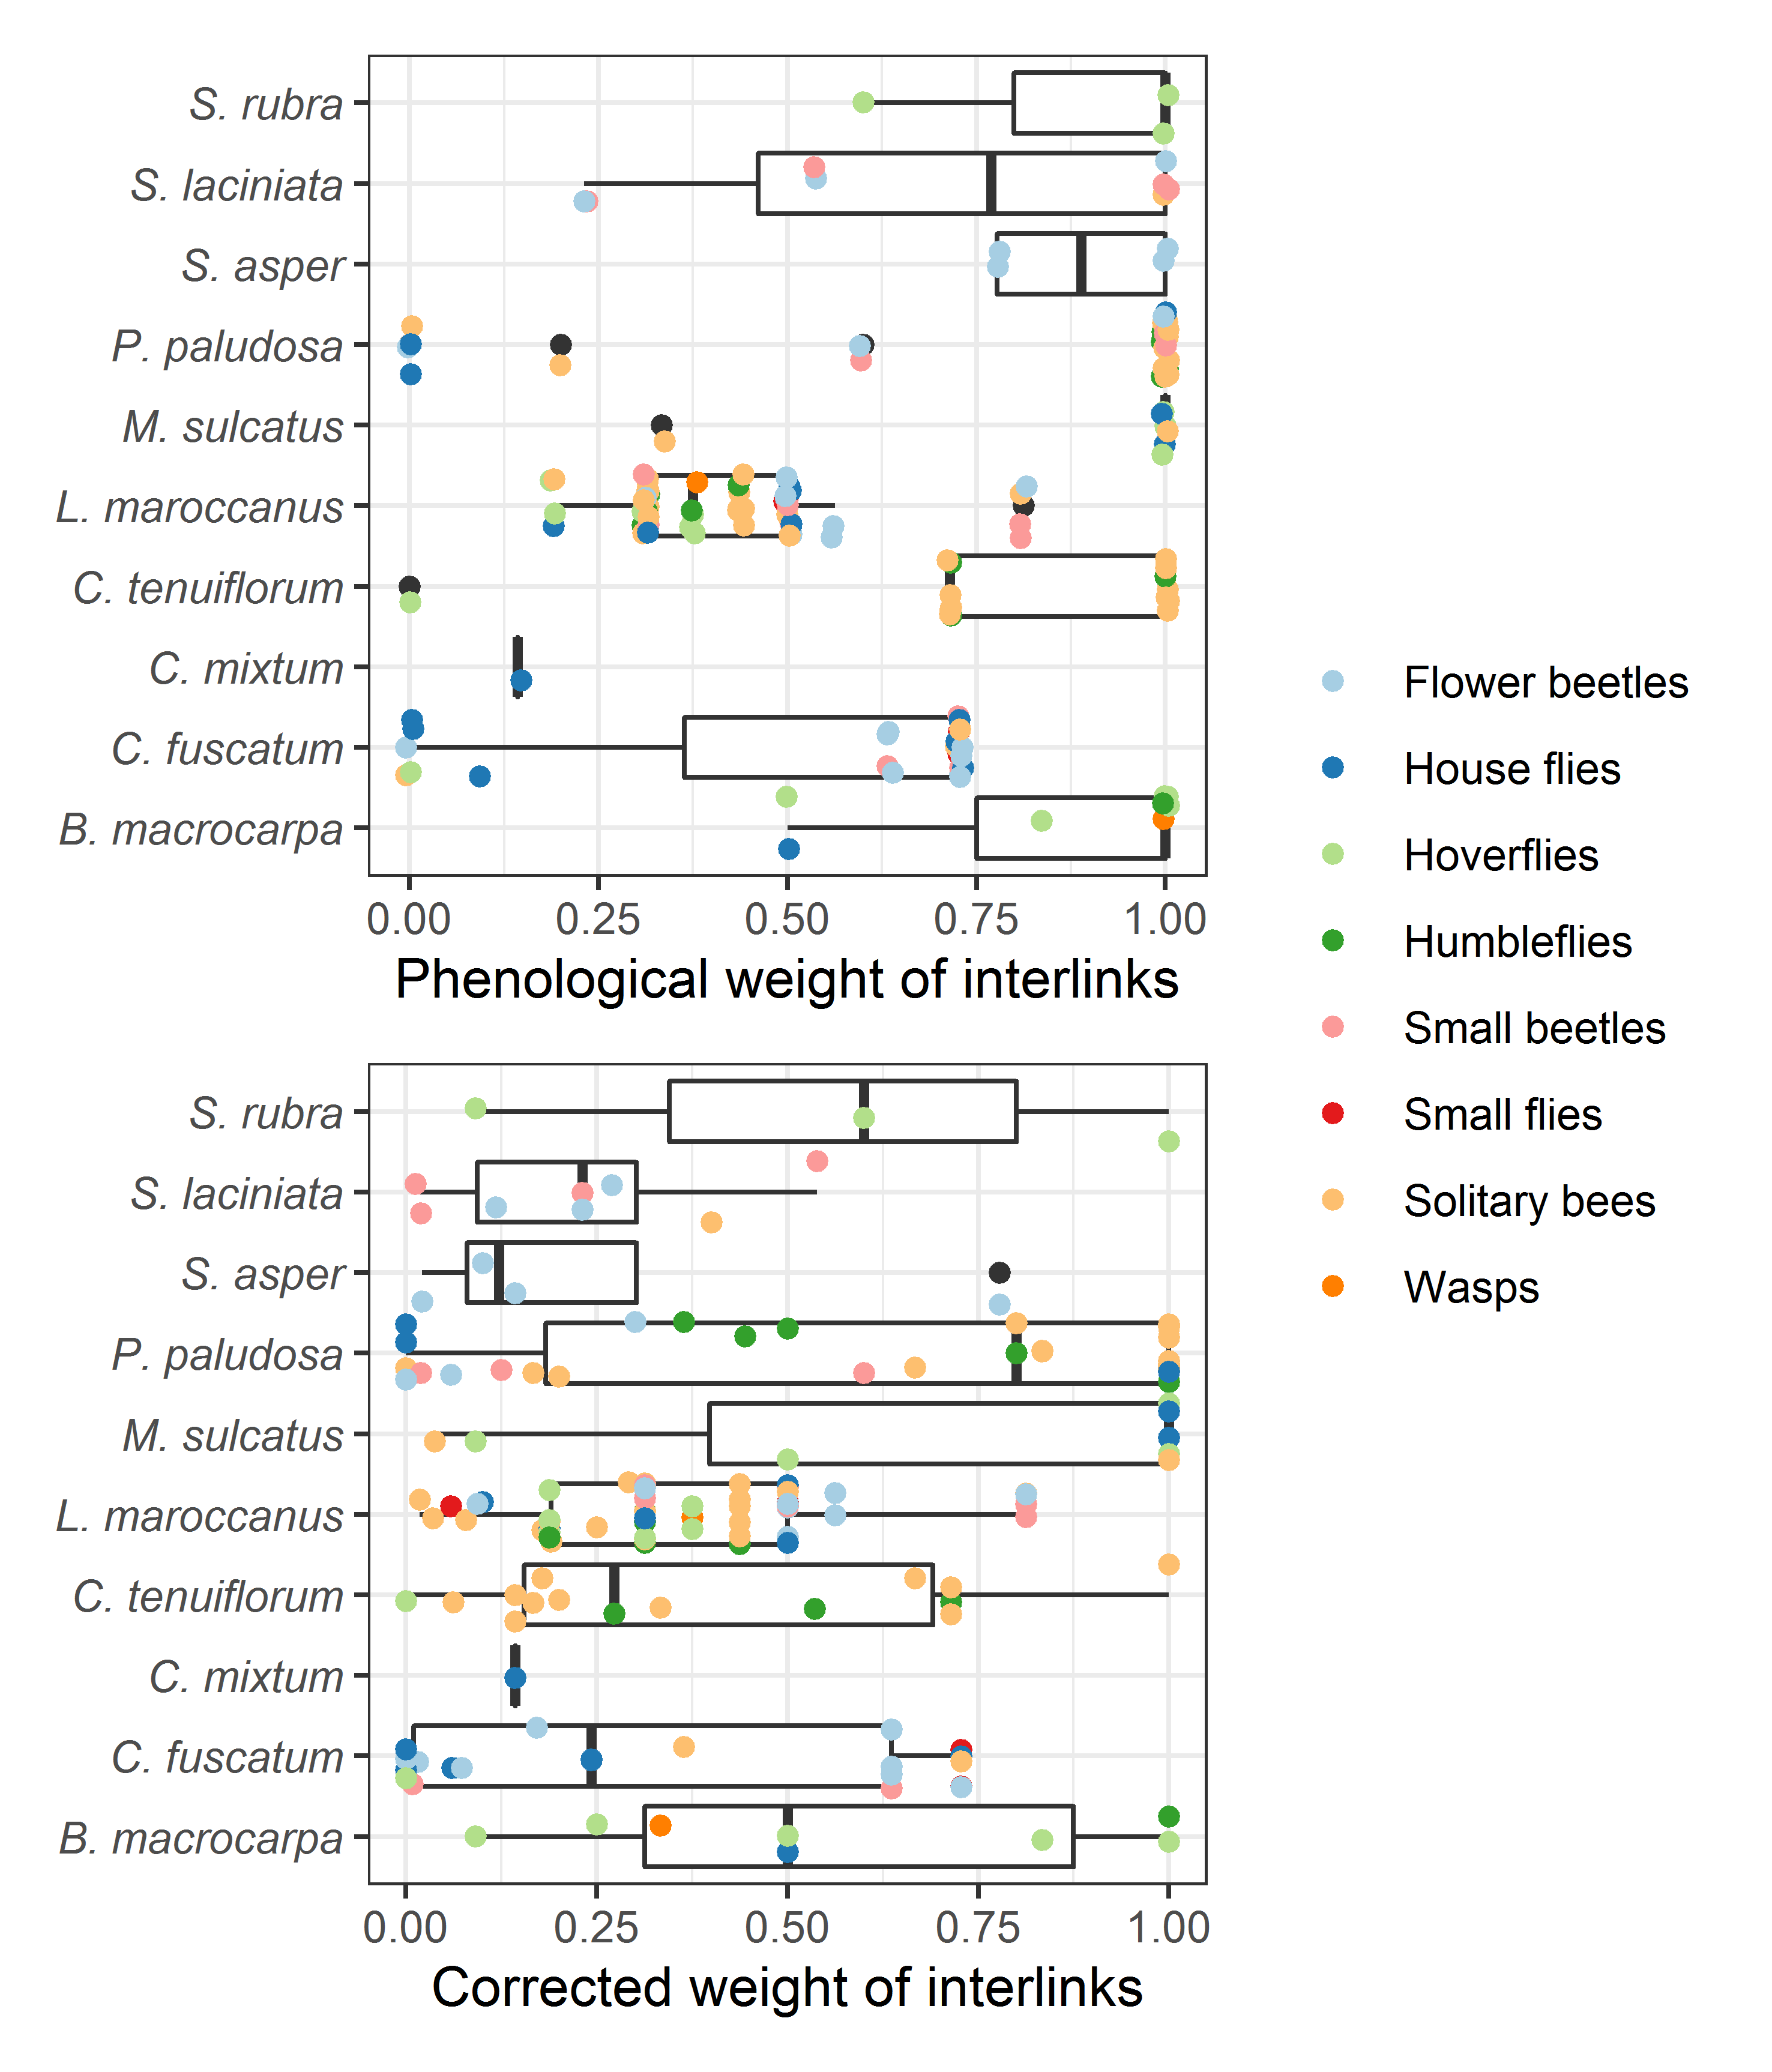 S. rubra
S. laciniata
S. asper
P. paludosa
M. sulcatus
L. maroccanus
C. tenuiflorum
C. mixtum
C. fuscatum
B. macrocarpa
0.00 0.25 0.50 0.75 1.00
Phenological weight of interlinks
S. rubra
S. laciniata
S. asper
P. paludosa
M. sulcatus
L. maroccanus
C. tenuiflorum
C. mixtum
C. fuscatum
B. macrocarpa
0.00 0.25 0.50 0.75 1.00
Corrected weight of interlinks
Flower beetles
House flies
Hoverflies
Humbleflies
Small beetles
Small flies
Solitary bees
Wasps